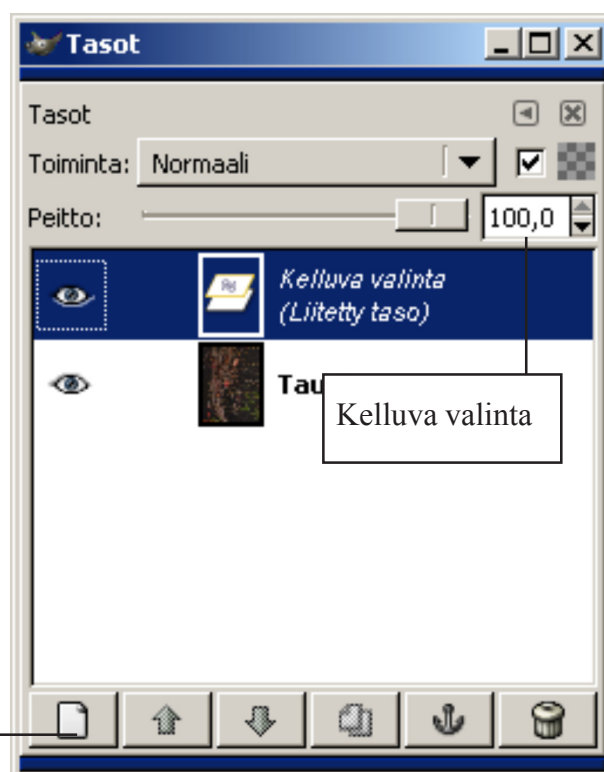 Tasot
Tasot
Toiminta: Normaali
Peitto: 100,0
Kelluva valinta
(Liitetty taso)
Kelluva valinta